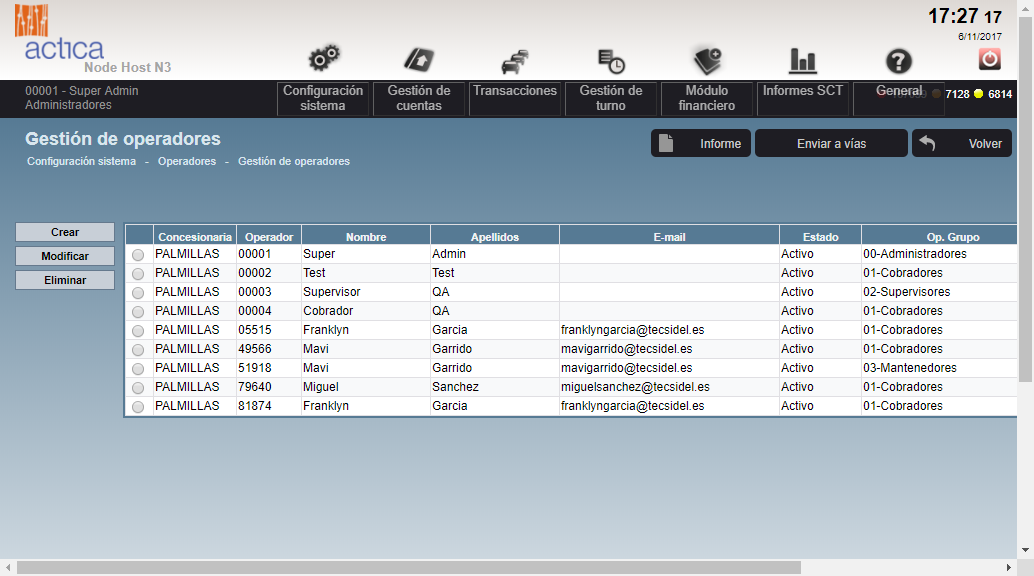 17:27 17
6/11/2017
actica
Node Host N3
00001 - Super Admin
Administradores
Configuración sistema
Gestión de cuentas
Transacciones
Gestión de turno
Módulo financiero
Informes SCT
General
7128 6814
Gestión de operadores
Configuración sistema - Operadores - Gestión de operadores
Informe
Enviar a vías
Volver
Crear
Modificar
Eliminar
Concesionaria Operador Nombre Apellidos E-mail Estado Op. Grupo
PALMILLAS 00001 Super Admin Activo 00-Administradores
PALMILLAS 00002 Test Test Activo 01-Cobradores
PALMILLAS 00003 Supervisor QA Activo 02-Supervisores
PALMILLAS 00004 Cobrador QA Activo 01-Cobradores
PALMILLAS 05515 Franklyn Garcia franklyngarcia@tecsidel.es Activo 01-Cobradores
PALMILLAS 49566 Mavi Garrido mavigarrido@tecsidel.es Activo 01-Cobradores
PALMILLAS 51918 Mavi Garrido mavigarrido@tecsidel.es Activo 03-Mantenedores
PALMILLAS 79640 Miguel Sanchez miguelsanchez@tecsidel.es Activo 01-Cobradores
PALMILLAS 81874 Franklyn Garcia franklyngarcia@tecsidel.es Activo 01-Cobradores